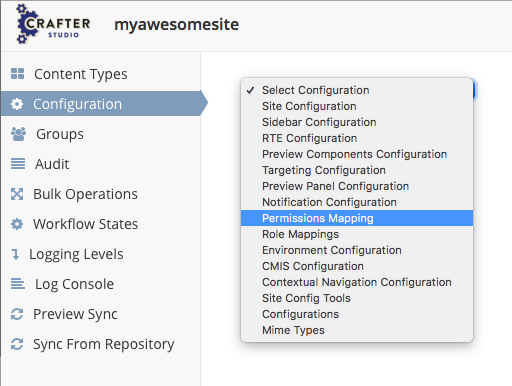 CRAFTER
STUDIO
myawesomesite
Content Types
Configuration
Groups
Audit
Bulk Operations
Workflow States
Logging Levels
Log Console
Preview Sync
Sync From Repository
Select Configuration
Site Configuration
Sidebar Configuration
RTE Configuration
Preview Components Configuration
Targeting Configuration
Preview Panel Configuration
Notification Configuration
Permissions Mapping
Role Mappings
Environment Configuration
CMIS Configuration
Contextual Navigation Configuration
Site Config Tools
Configurations
Mime Types